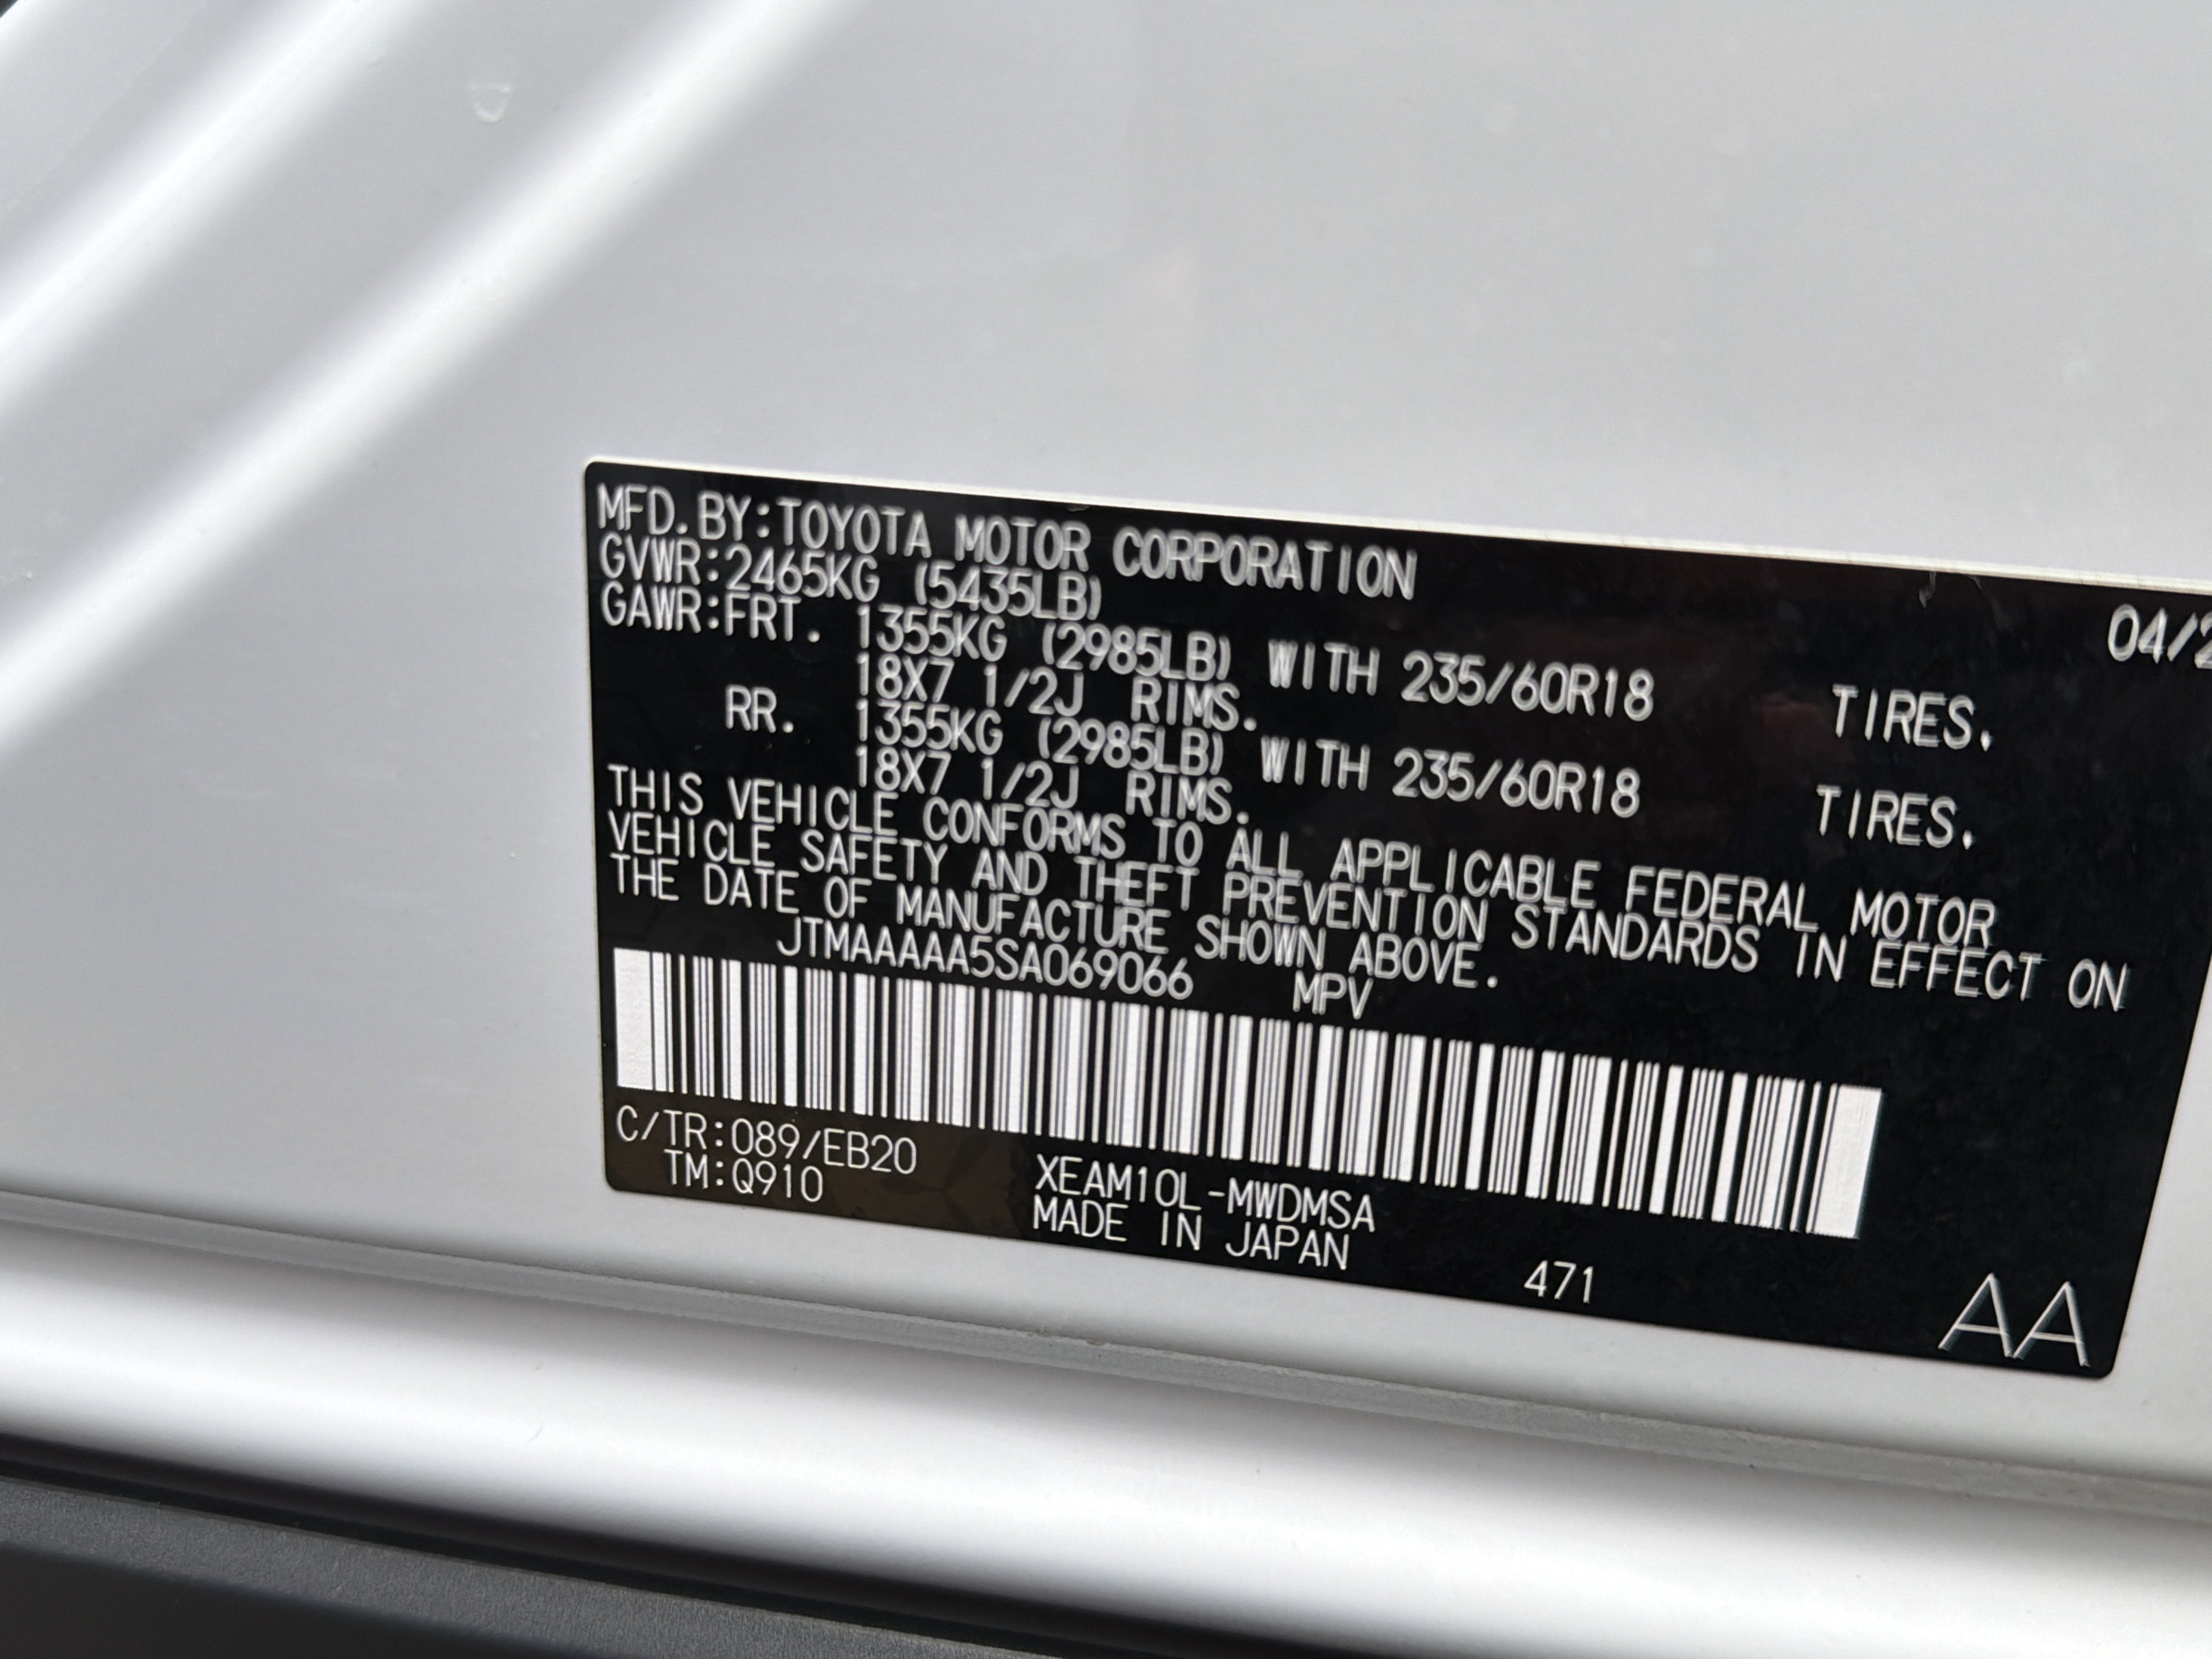 MFD.BY:TOYOTA MOTOR CORPORATION
04/2
GVWR:2465KG (5435LB)
GAWR:FRT. 1355KG (2985LB) WITH 235/60R18 TIRES.
18X7 1/2J RIMS.
RR. 1355KG (2985LB) WITH 235/60R18 TIRES.
18X7 1/2J RIMS.
THIS VEHICLE CONFORMS TO ALL APPLICABLE FEDERAL MOTOR
VEHICLE SAFETY AND THEFT PREVENTION STANDARDS IN EFFECT ON
THE DATE OF MANUFACTURE SHOWN ABOVE.
JTMAAAAA5SA069066 MPV
C/TR:089/EB20
TM:Q910
XEAM10L-MWDMSA
MADE IN JAPAN
471
AA